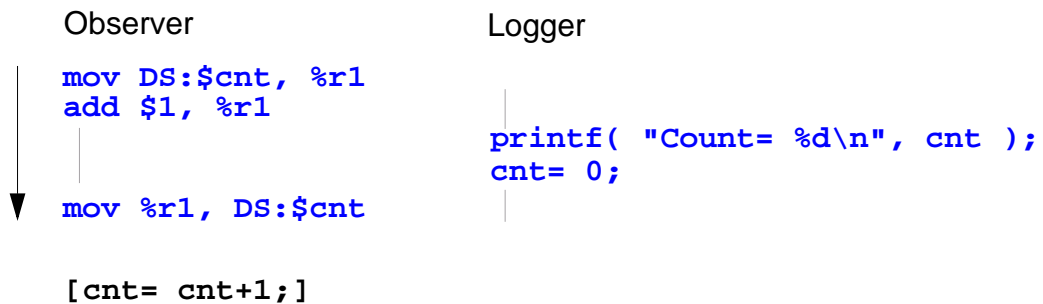 Observer
Logger
mov DS:$cnt, %r1
add $1, %r1
printf( "Count= %d\n", cnt );
cnt= 0;
mov %r1, DS:$cnt
[cnt= cnt+1;]